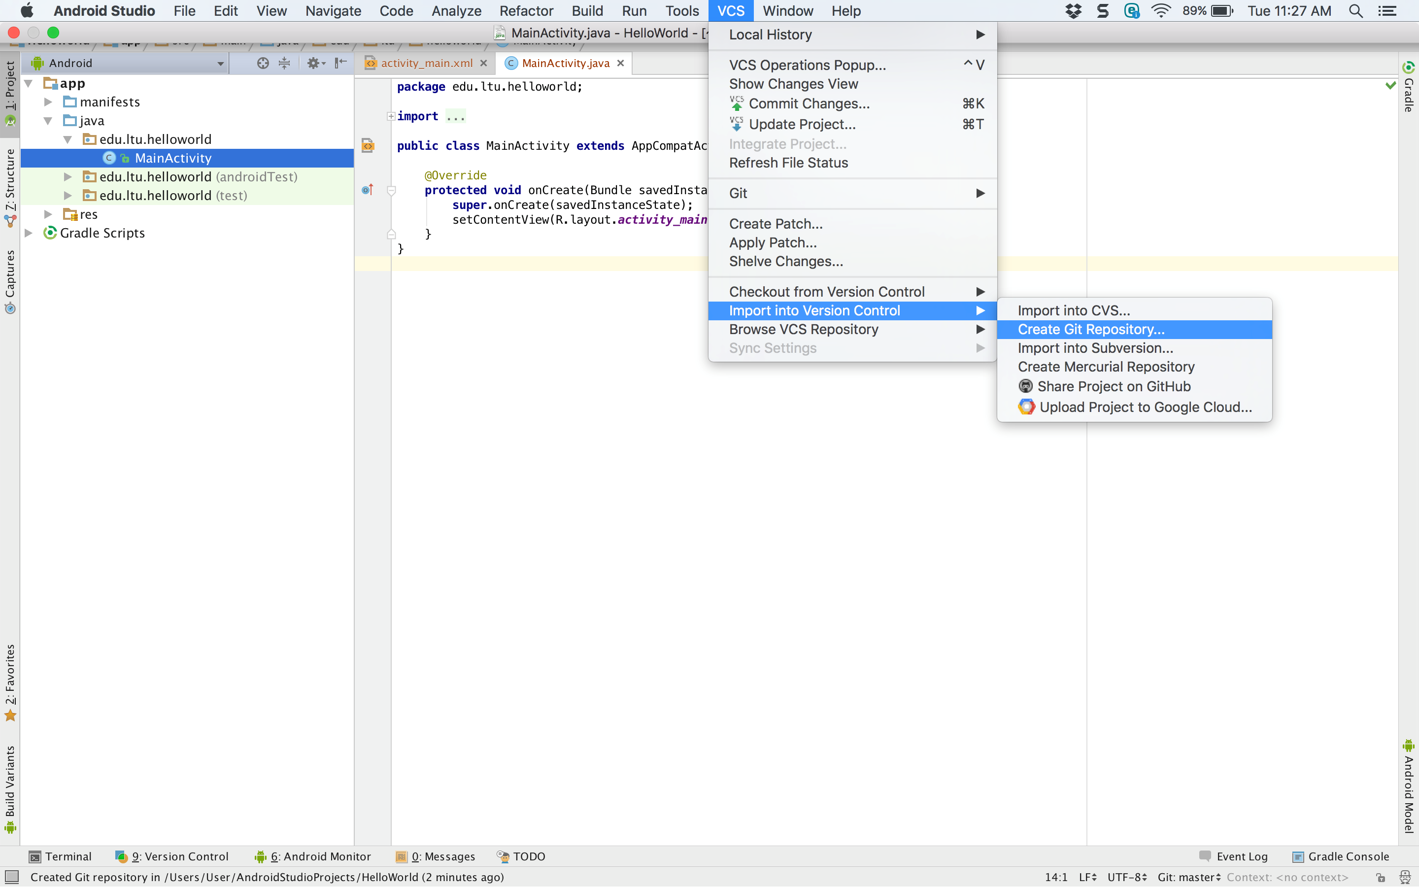 Android Studio File Edit View Navigate Code Analyze Refactor Build Run Tools VCS Window Help 89% Tue 11:27 AM
MainActivity.java - HelloWorld - [
Android
activity_main.xml
MainActivity.java
app
manifests
java
edu.ltu.helloworld
MainActivity
edu.ltu.helloworld (androidTest)
edu.ltu.helloworld (test)
res
Gradle Scripts
1: Project
Z: Structure
Captures
2: Favorites
Build Variants
package edu.ltu.helloworld;
import ...
public class MainActivity extends AppCompatAc
@Override
protected void onCreate(Bundle savedInsta
super.onCreate(savedInstanceState);
setContentView(R.layout.activity_main
}
}
Local History
VCS Operations Popup... ^V
Show Changes View
Commit Changes... ⌘K
Update Project... ⌘T
Integrate Project...
Refresh File Status
Git
Create Patch...
Apply Patch...
Shelve Changes...
Checkout from Version Control
Import into Version Control
Browse VCS Repository
Sync Settings
Import into CVS...
Create Git Repository...
Import into Subversion...
Create Mercurial Repository
Share Project on GitHub
Upload Project to Google Cloud...
Gradle
Android Model
Terminal 9: Version Control 6: Android Monitor 0: Messages TODO Event Log Gradle Console
Created Git repository in /Users/User/AndroidStudioProjects/HelloWorld (2 minutes ago) 14:1 LF UTF-8 Git: master Context: <no context>